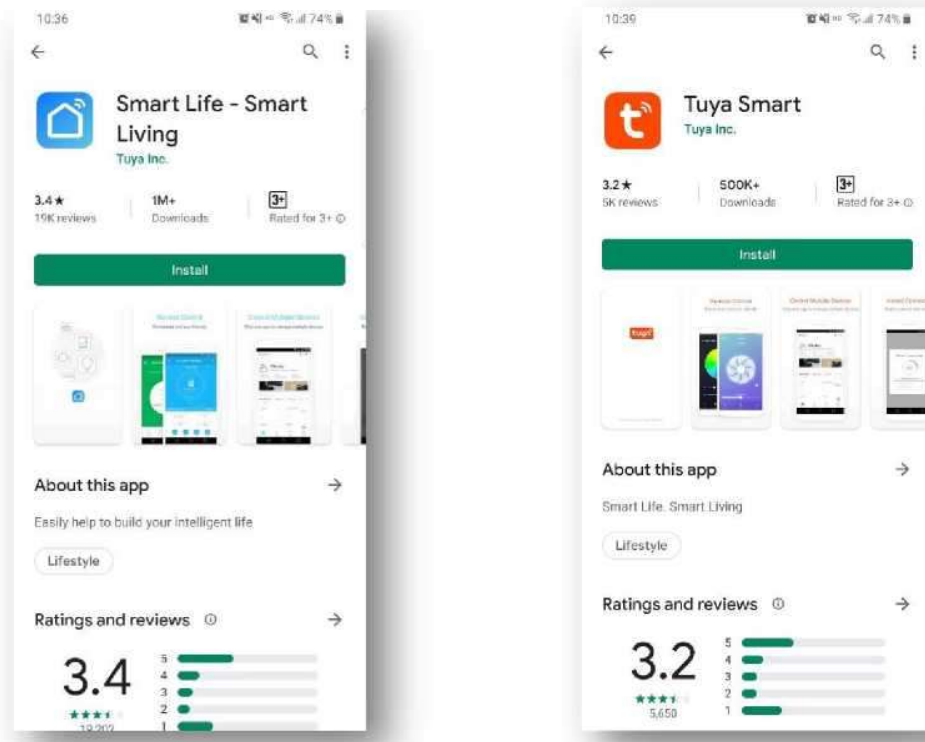 10:36
74%
Smart Life - Smart
Living
Tuya Inc.
3.4★
19K reviews
1M+
Downloads
3+
Rated for 3+
Install
About this app
Easily help to build your intelligent life
Lifestyle
Ratings and reviews
3.4
5
4
3
2
1
19,202
10:39
74%
Tuya Smart
Tuya Inc.
3.2★
5K reviews
500K+
Downloads
3+
Rated for 3+
Install
About this app
Smart Life. Smart Living
Lifestyle
Ratings and reviews
3.2
5
4
3
2
1
5,650